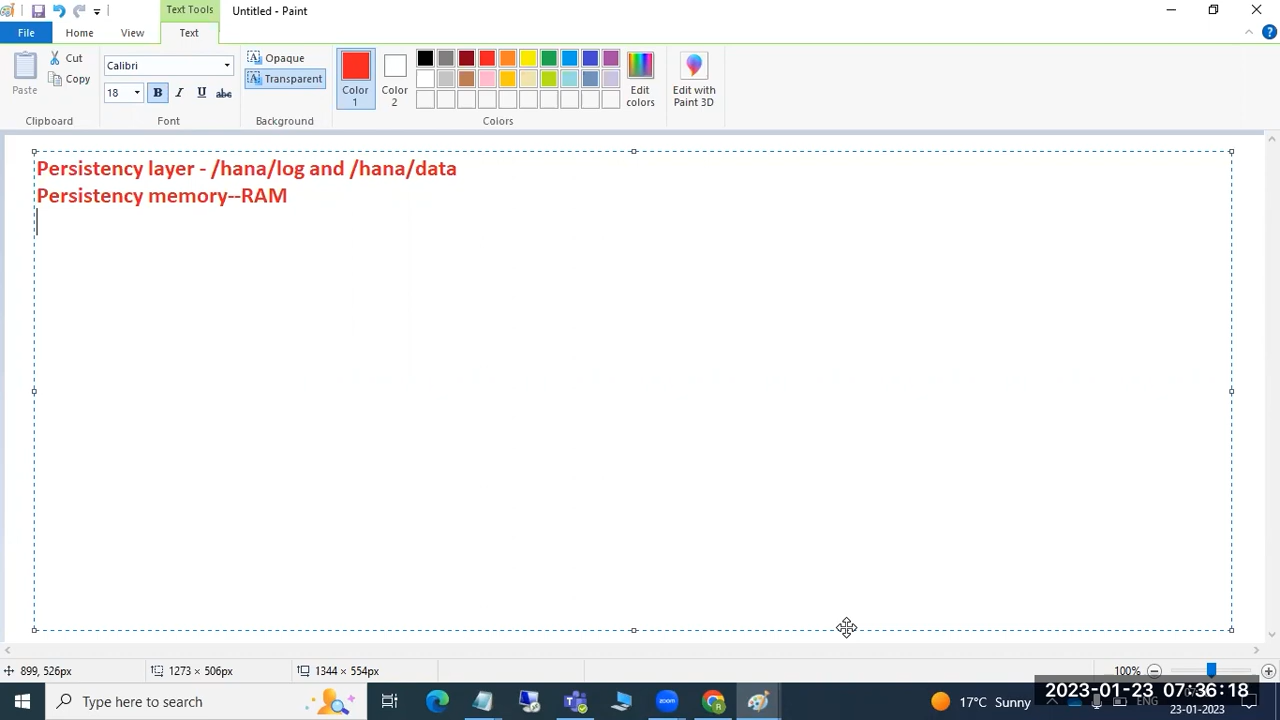 Text Tools
Untitled - Paint
File
Home
View
Text
Paste
Cut
Copy
Clipboard
Calibri
18
B
I
U
abc
Font
Opaque
Transparent
Background
Color 1
Color 2
Edit colors
Colors
Edit with Paint 3D
Persistency layer - /hana/log and /hana/data
Persistency memory--RAM
899, 526px
1273 × 506px
1344 × 554px
100%
Type here to search
zoom
17°C Sunny
ENG
2023-01-23 07:36:18
23-01-2023